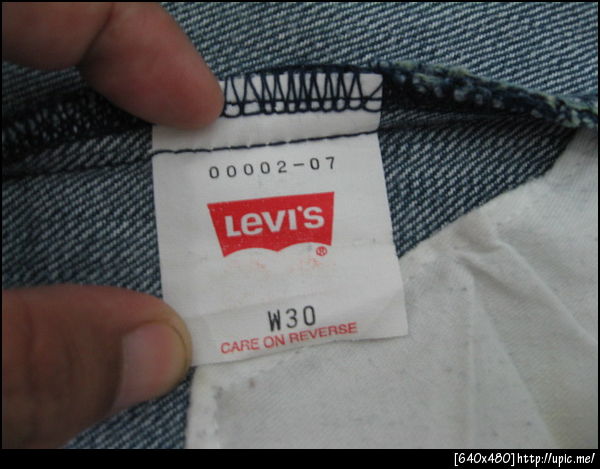 00002-07
LEVI'S
®
W30
CARE ON REVERSE
[640x480]http://upic.me/